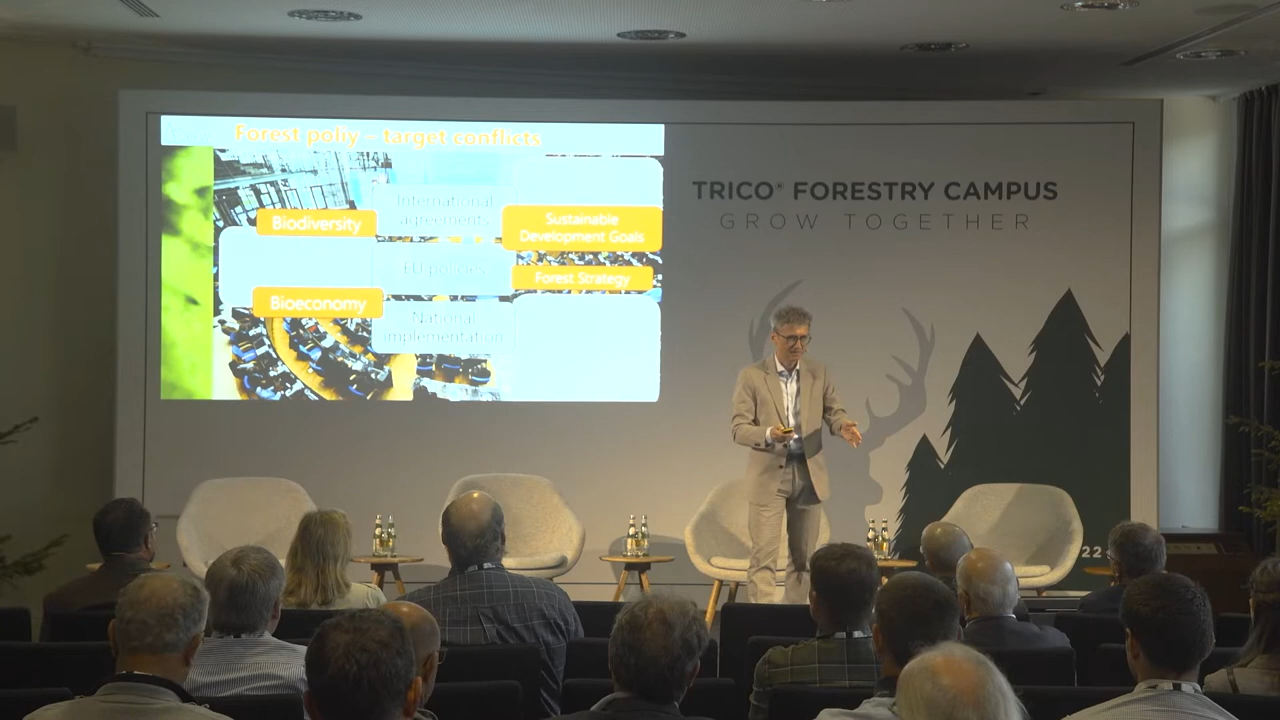 Forest poliy – target conflicts
International
agreements
Biodiversity
Sustainable
Development Goals
EU policies
Forest Strategy
Bioeconomy
National
implementation
TRICO® FORESTRY CAMPUS
GROW TOGETHER
22